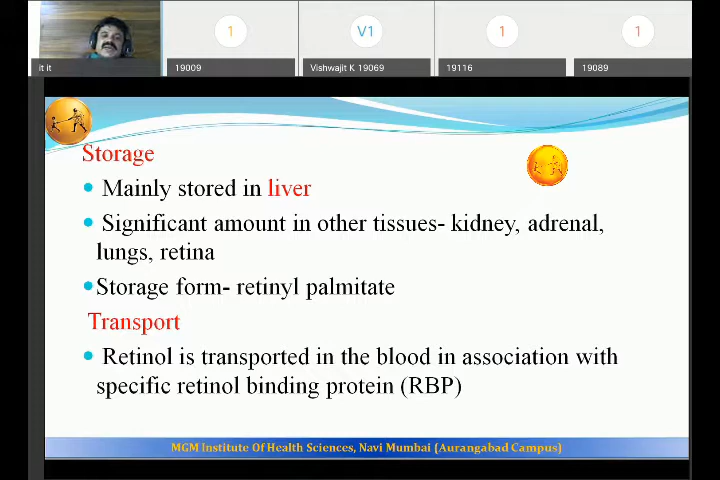 it it
19009
V1
Vishwajit K 19069
1
19116
1
19089
1
Storage
Mainly stored in liver
Significant amount in other tissues- kidney, adrenal,
lungs, retina
Storage form- retinyl palmitate
Transport
Retinol is transported in the blood in association with
specific retinol binding protein (RBP)
MGM Institute Of Health Sciences, Navi Mumbai (Aurangabad Campus)